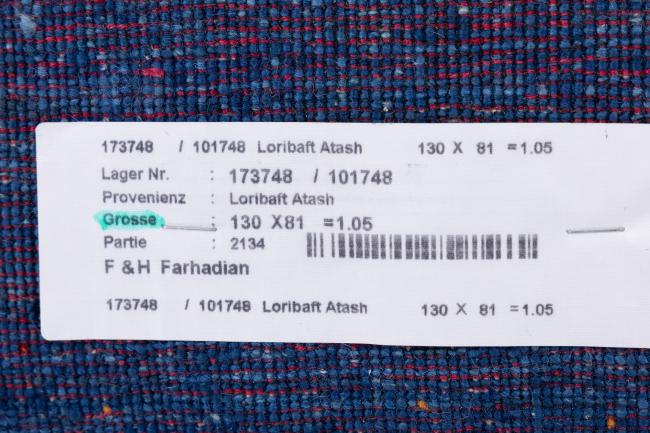 173748 / 101748 Loribaft Atash 130 X 81 =1.05
Lager Nr. : 173748 / 101748
Provenienz : Loribaft Atash
Grosse : 130 X81 =1.05
Partie : 2134
F &H Farhadian
173748 / 101748 Loribaft Atash 130 X 81 =1.05